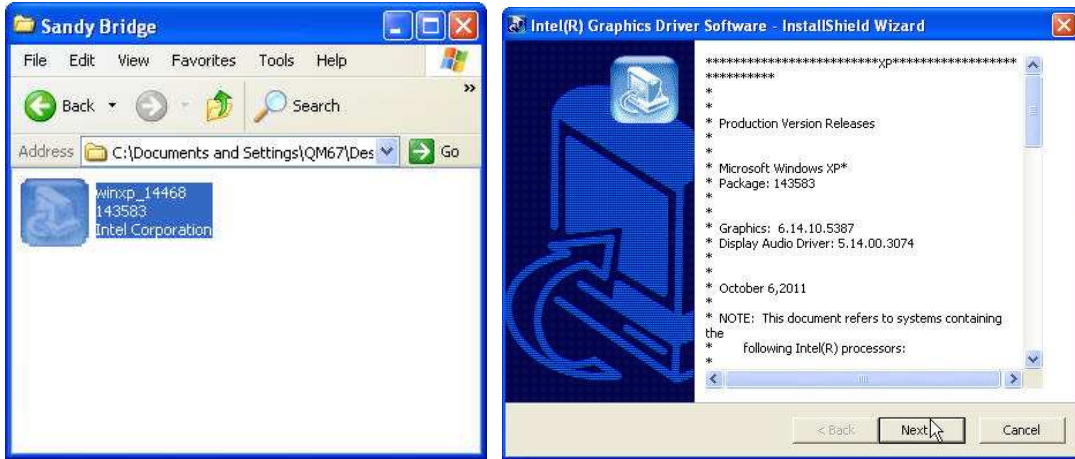 Sandy Bridge
File Edit View Favorites Tools Help
Back Search »
Address C:\Documents and Settings\QM67\Des Go
winxp_14468
143583
Intel Corporation
Intel(R) Graphics Driver Software - InstallShield Wizard
***************************XP*******************
**********
*
*
* Production Version Releases
*
*
* Microsoft Windows XP*
* Package: 143583
*
*
* Graphics: 6.14.10.5387
* Display Audio Driver: 5.14.00.3074
*
*
* October 6,2011
*
* NOTE: This document refers to systems containing
the
* following Intel(R) processors:
*
< Back Next Cancel